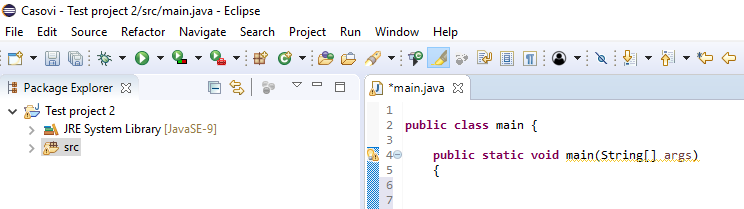 Casovi - Test project 2/src/main.java - Eclipse
File Edit Source Refactor Navigate Search Project Run Window Help
Package Explorer
Test project 2
JRE System Library [JavaSE-9]
src
*main.java
1
2 public class main {
3
4 public static void main(String[] args)
5 {
6
7